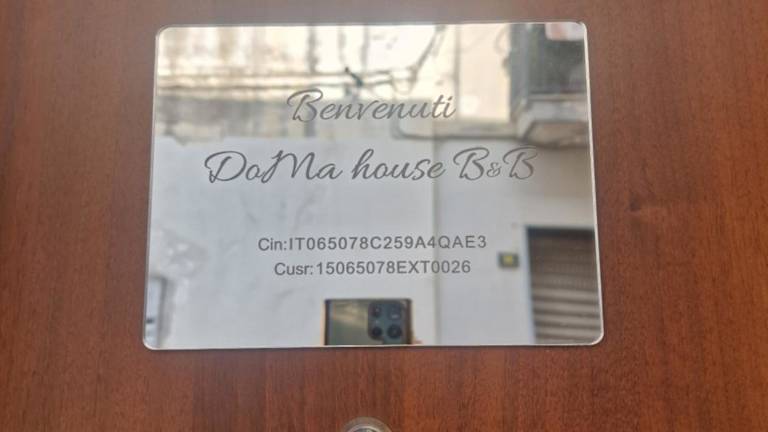 Benvenuti
DoMa house B&B
Cin:IT065078C259A4QAE3
Cusr:15065078EXT0026